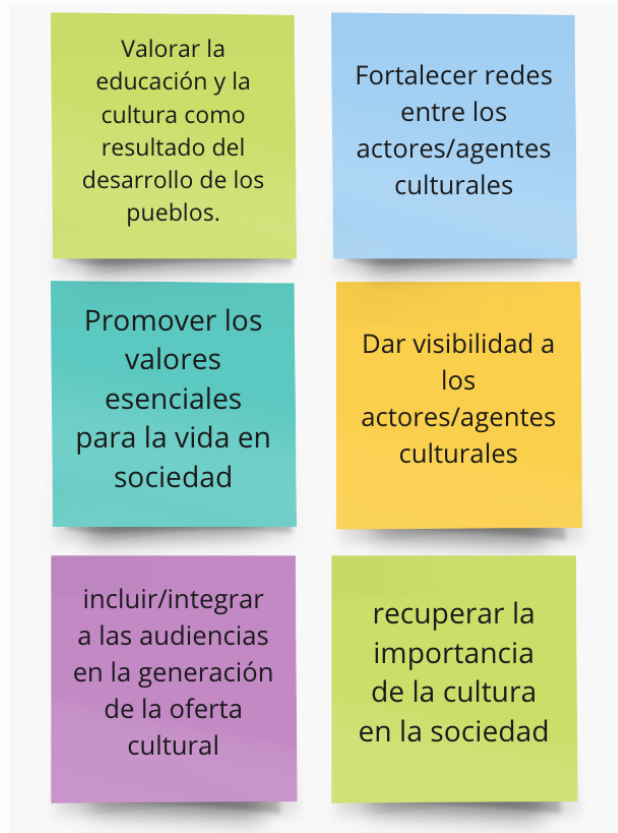 Valorar la
educación y la
cultura como
resultado del
desarrollo de los
pueblos.
Fortalecer redes
entre los
actores/agentes
culturales
Promover los
valores
esenciales
para la vida en
sociedad
Dar visibilidad a
los
actores/agentes
culturales
incluir/integrar
a las audiencias
en la generación
de la oferta
cultural
recuperar la
importancia
de la cultura
en la sociedad